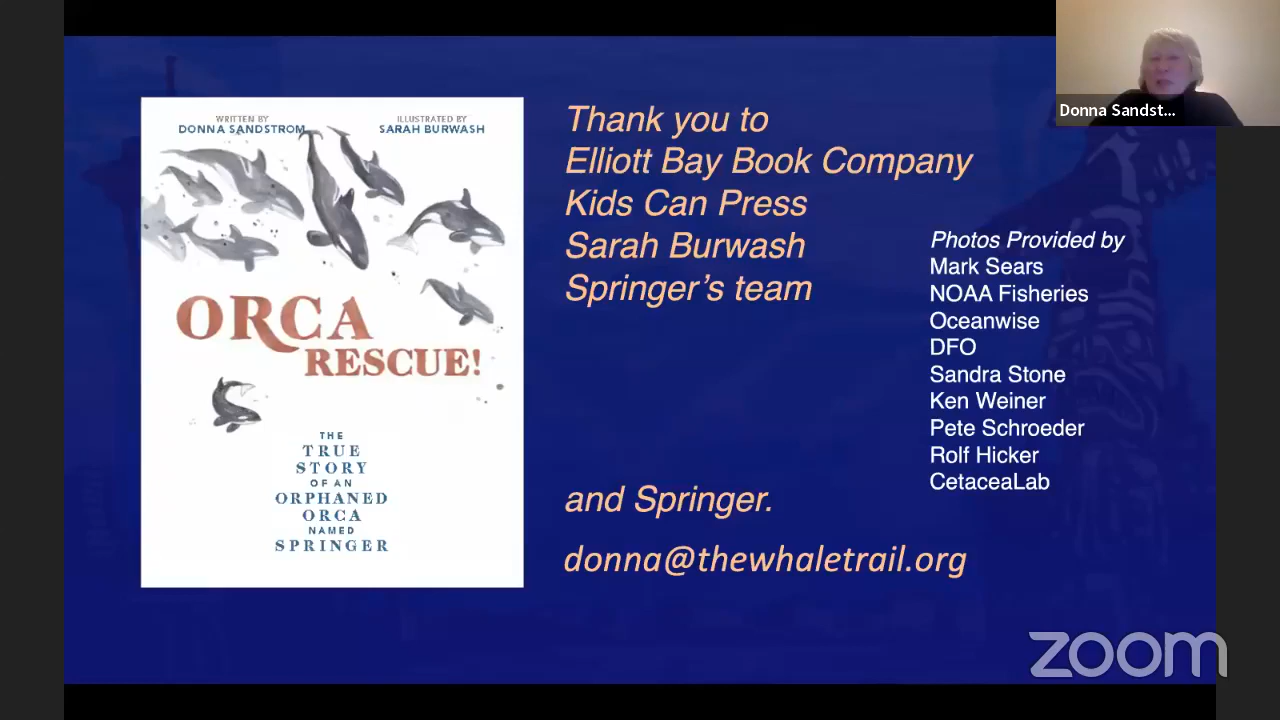 WRITTEN BY
DONNA SANDSTROM
ILLUSTRATED BY
SARAH BURWASH
ORCA
RESCUE!
THE
TRUE
STORY
OF AN
ORPHANED
ORCA
NAMED
SPRINGER
Thank you to
Elliott Bay Book Company
Kids Can Press
Sarah Burwash
Springer's team
and Springer.
donna@thewhaletrail.org
Photos Provided by
Mark Sears
NOAA Fisheries
Oceanwise
DFO
Sandra Stone
Ken Weiner
Pete Schroeder
Rolf Hicker
CetaceaLab
Donna Sandst...
zoom